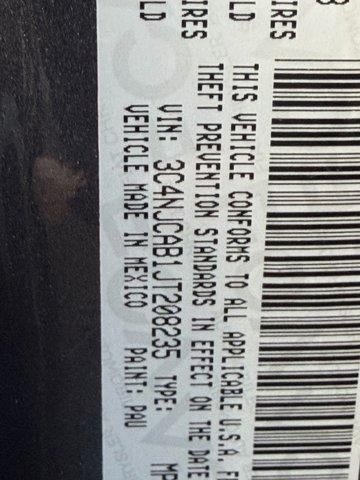 IRES
LD
IRES
LD
THIS VEHICLE CONFORMS TO ALL APPLICABLE U.S.A. F
THEFT PREVENTION STANDARDS IN EFFECT ON THE DATE
VIN: 3C4NJCAB1JT208235 TYPE: MP
VEHICLE MADE IN MEXICO PAINT: PAU